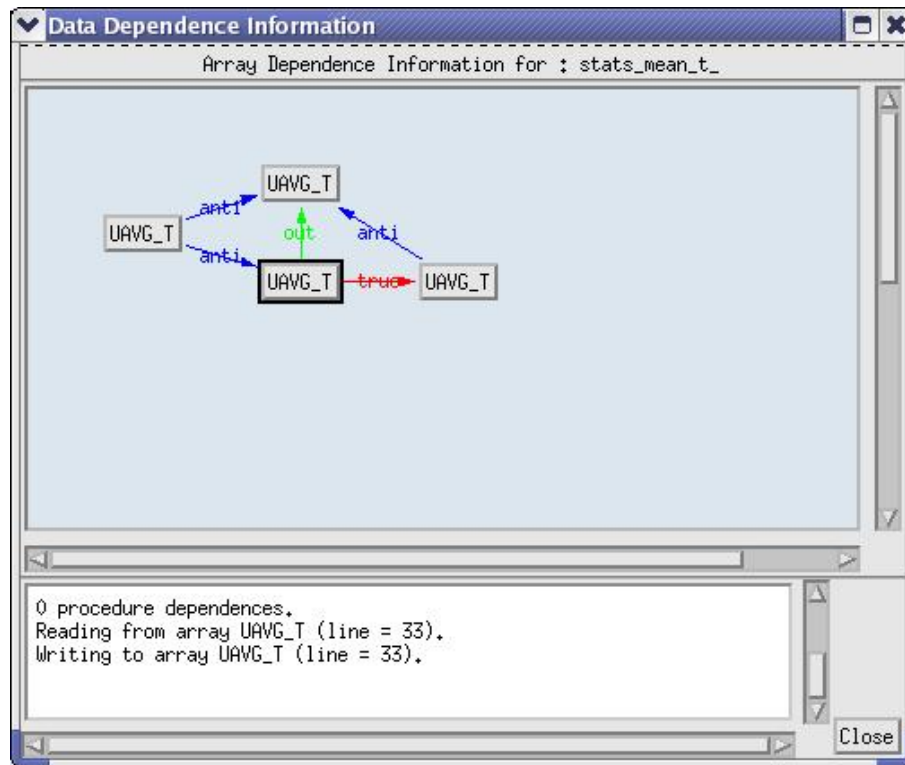 Data Dependence Information
Array Dependence Information for : stats_mean_t_
UAVG_T
anti
UAVG_T
out
anti
anti
UAVG_T
true
UAVG_T
0 procedure dependences.
Reading from array UAVG_T (line = 33).
Writing to array UAVG_T (line = 33).
Close